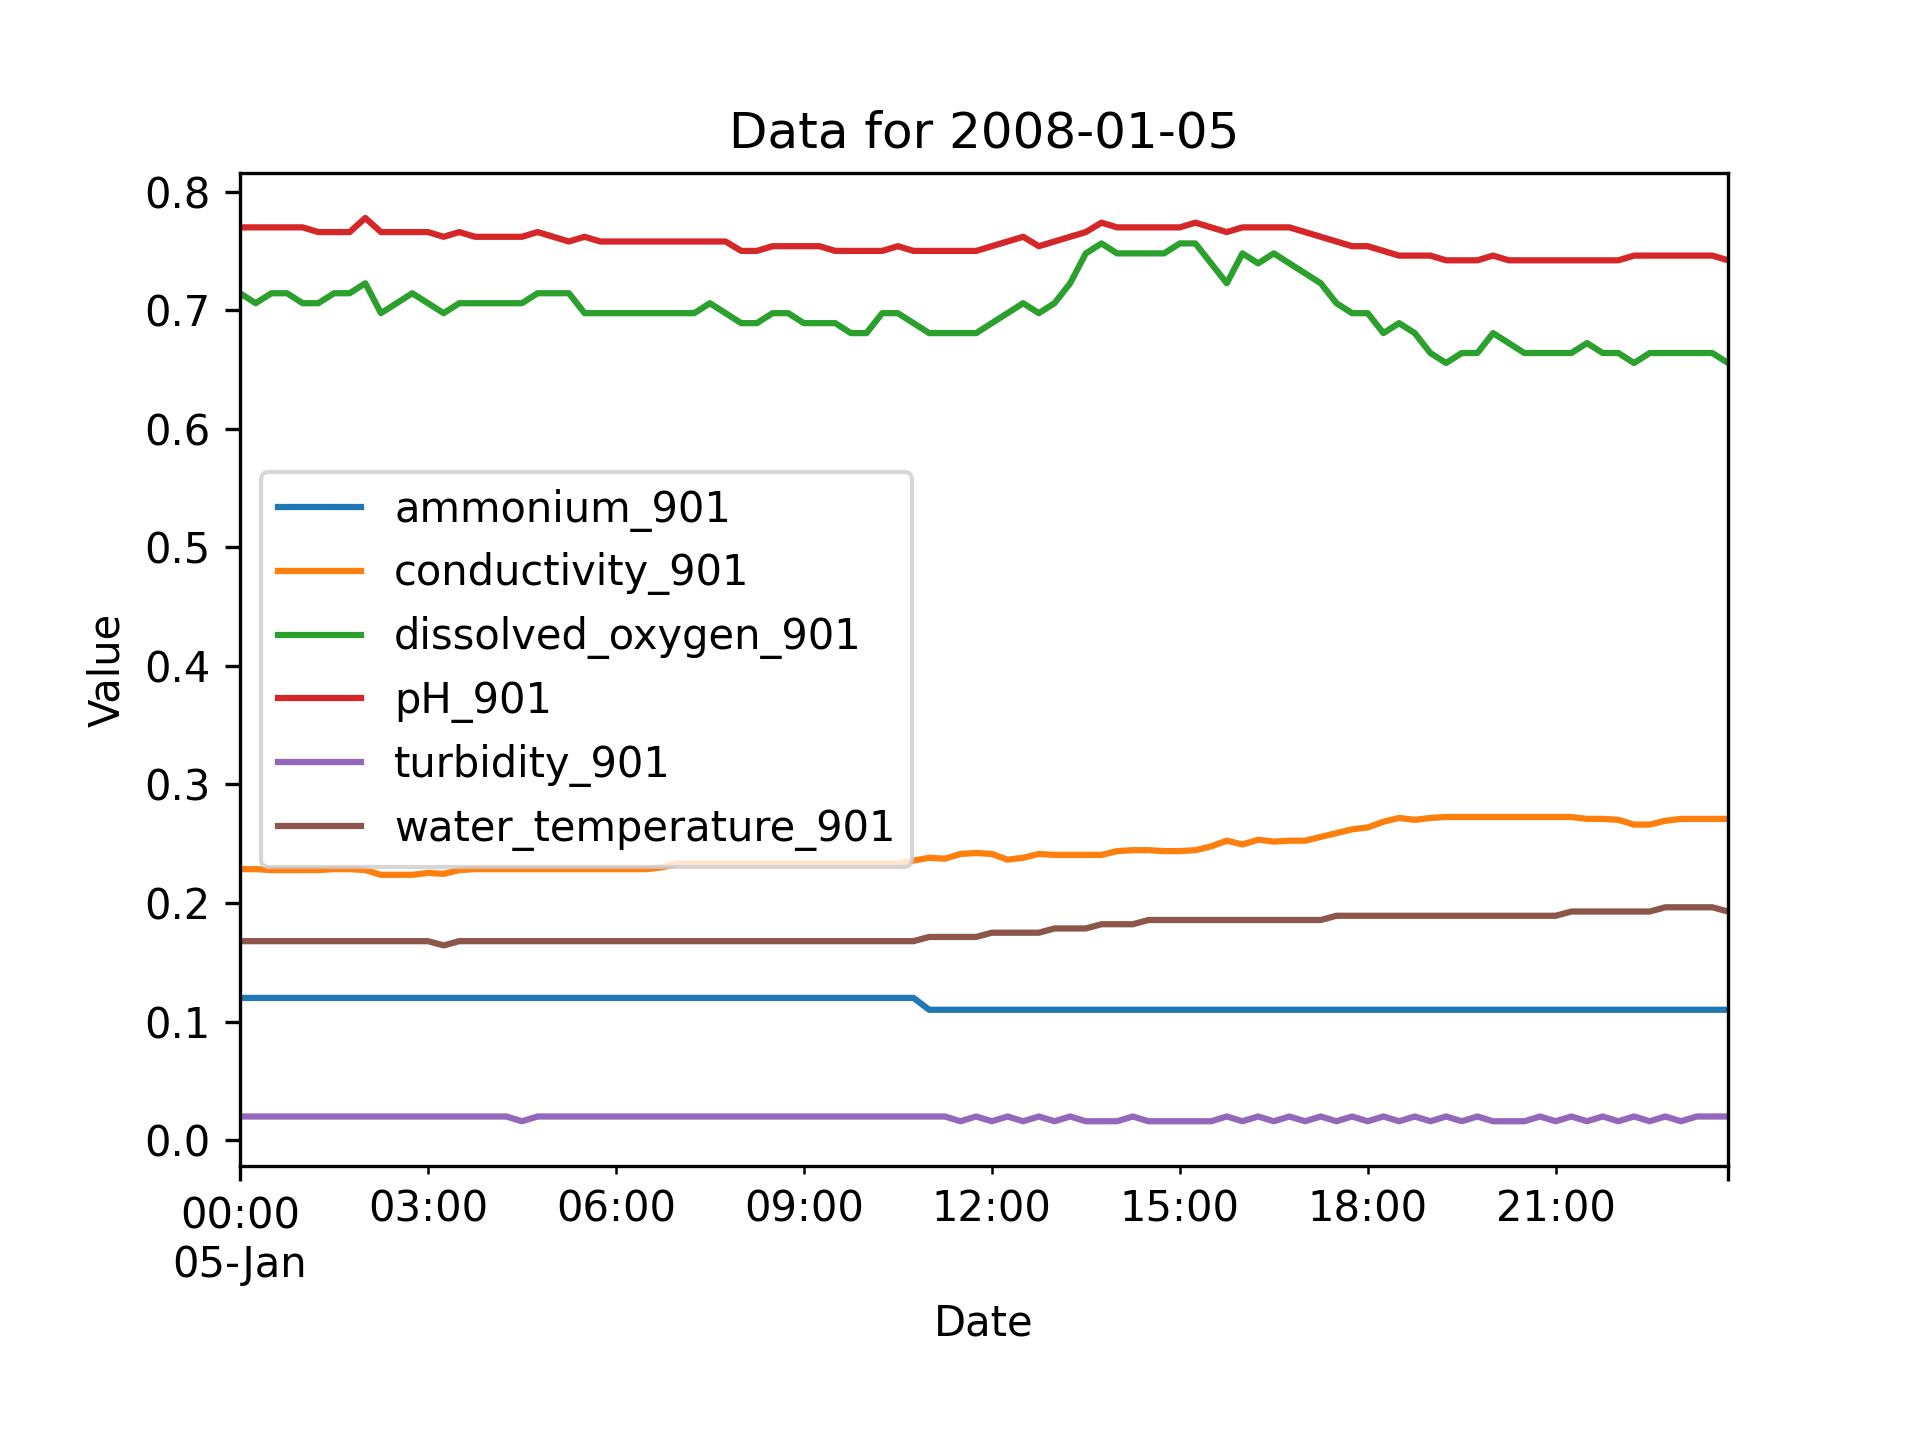 Data for 2008-01-05
0.8
0.7
0.6
0.5
0.4
0.3
0.2
0.1
0.0
Value
ammonium_901
conductivity_901
dissolved_oxygen_901
pH_901
turbidity_901
water_temperature_901
00:00 03:00 06:00 09:00 12:00 15:00 18:00 21:00
05-Jan
Date